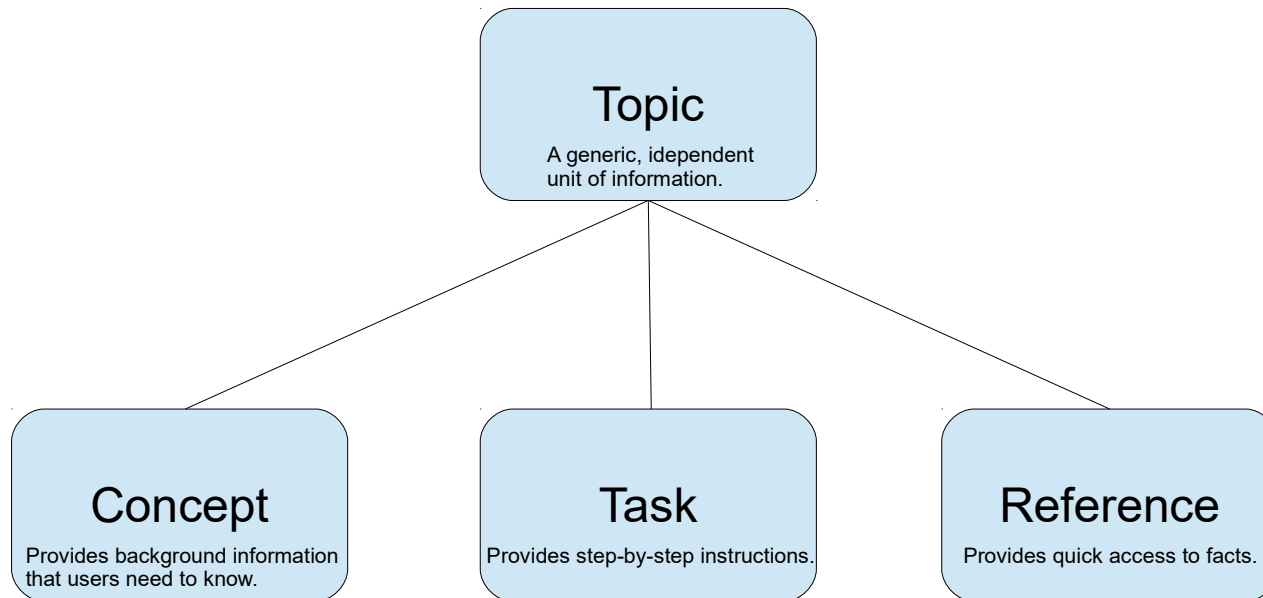 Topic
A generic, idependent
unit of information.
Concept
Provides background information
that users need to know.
Task
Provides step-by-step instructions.
Reference
Provides quick access to facts.